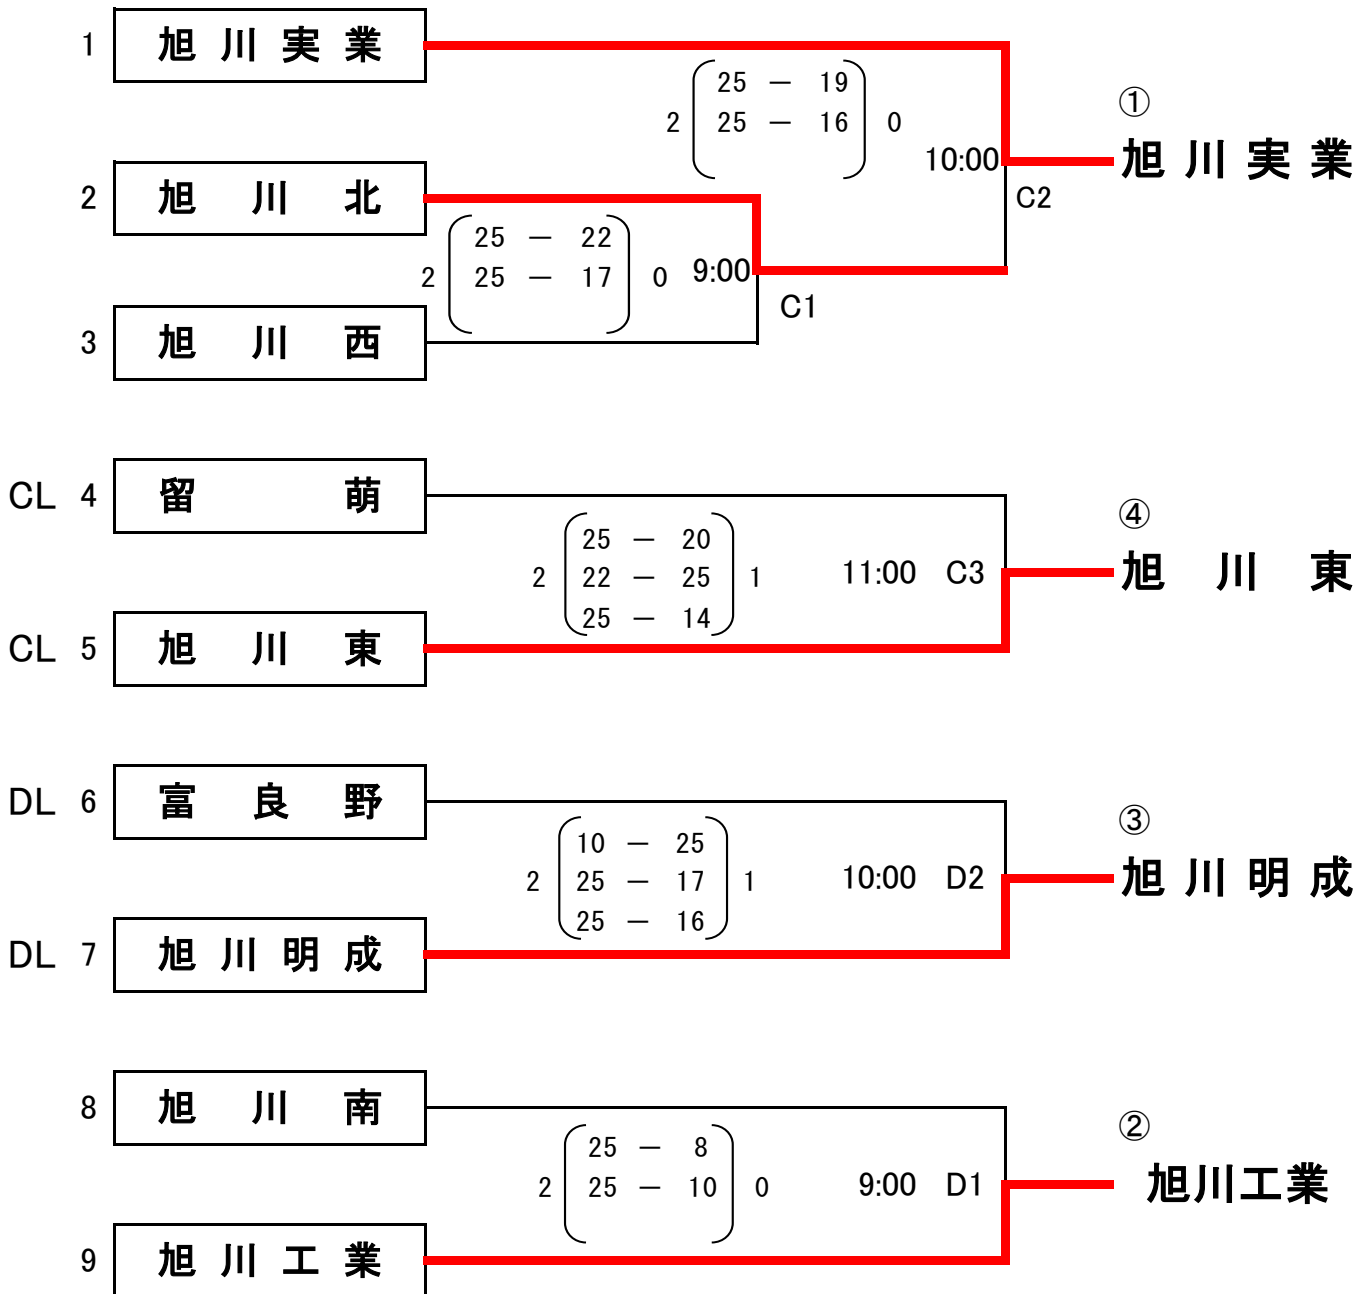 1 旭川実業
25 － 19
2 25 － 16 0
10:00
C2
①
旭川実業
2 旭川北
25 － 22
2 25 － 17 0
9:00
C1
3 旭川西
CL 4 留萌
25 － 20
2 22 － 25 1
25 － 14
11:00 C3
④
旭川東
CL 5 旭川東
DL 6 富良野
10 － 25
2 25 － 17 1
25 － 16
10:00 D2
③
旭川明成
DL 7 旭川明成
8 旭川南
25 － 8
2 25 － 10 0
9:00 D1
②
旭川工業
9 旭川工業